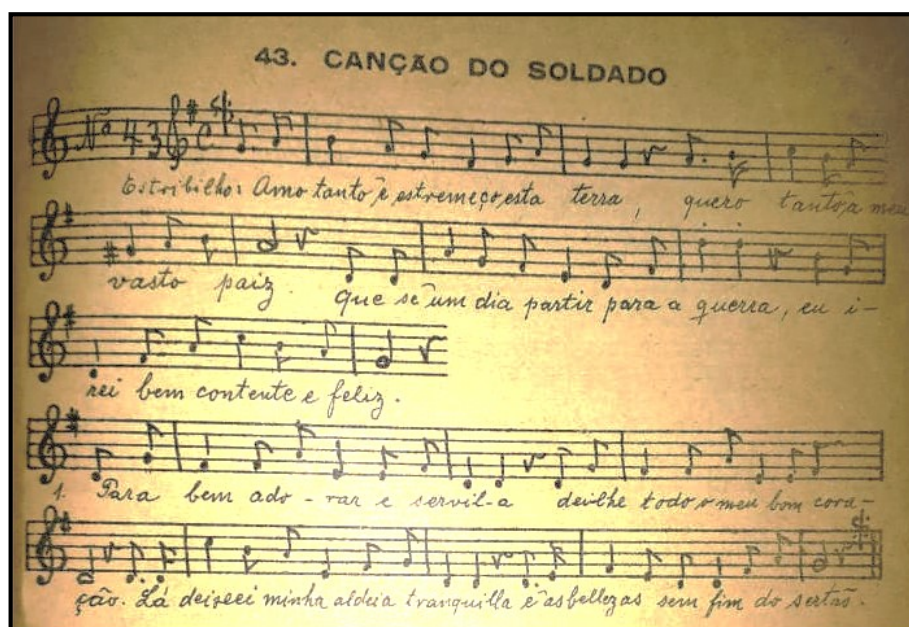 43. CANÇÃO DO SOLDADO
Nº 43
Estribilho: Amo tanto e estremeço esta terra, quero tanto, a meu
vasto paiz. Que se um dia partir para a guerra, eu i-
rei bem contente e feliz.
1. Para bem ado - rar e servil-a dei-lhe todo o meu bom cora-
ção. Lá deixei minha aldeia tranquilla e as bellezas sem fim do sertão.